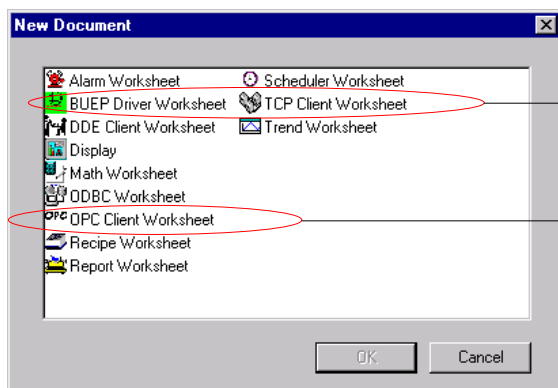 New Document
Alarm Worksheet
BUEP Driver Worksheet
DDE Client Worksheet
Display
Math Worksheet
ODBC Worksheet
OPC OPC Client Worksheet
Recipe Worksheet
Report Worksheet
Scheduler Worksheet
TCP Client Worksheet
Trend Worksheet
OK
Cancel